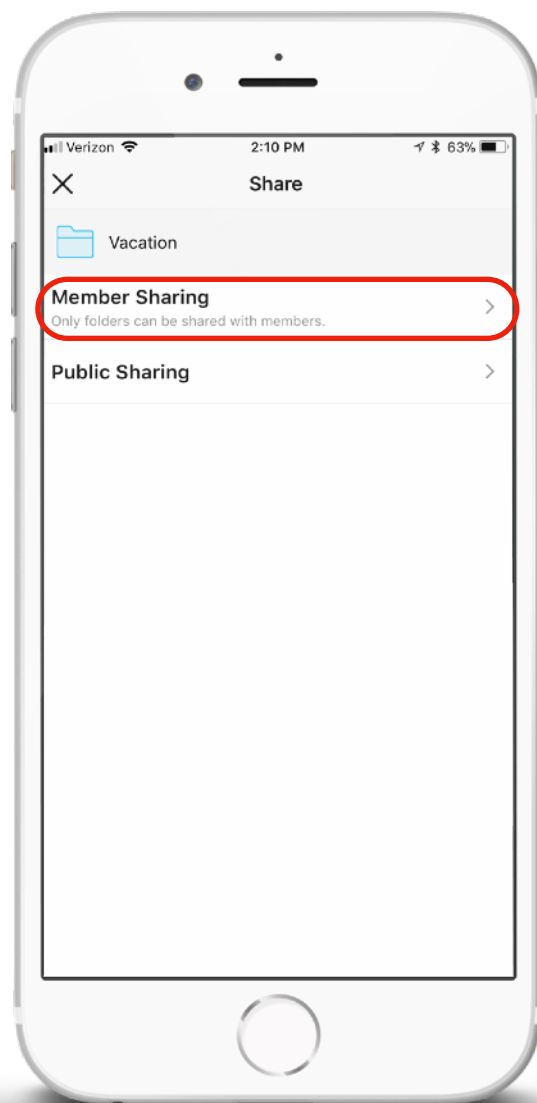 Verizon 2:10 PM 63%
Share
Vacation
Member Sharing
Only folders can be shared with members.
Public Sharing